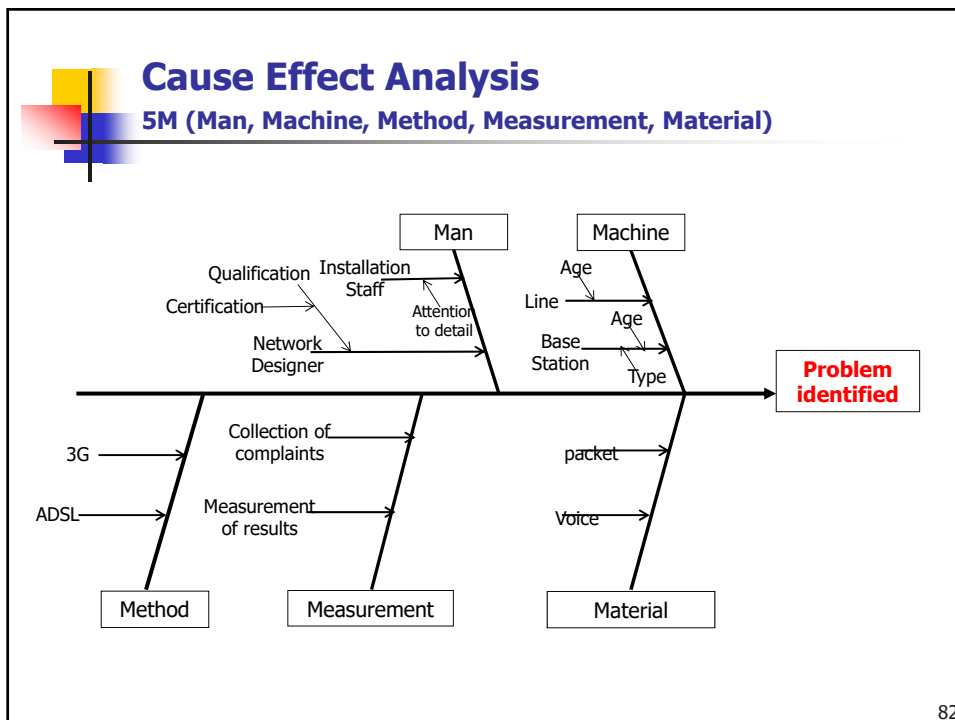 Cause Effect Analysis
5M (Man, Machine, Method, Measurement, Material)
Man
Machine
Qualification
Installation
Staff
Age
Certification
Line
Attention
to detail
Age
Network
Designer
Base
Station
Type
Problem
identified
Collection of
complaints
3G
packet
ADSL
Measurement
of results
Voice
Method
Measurement
Material
82